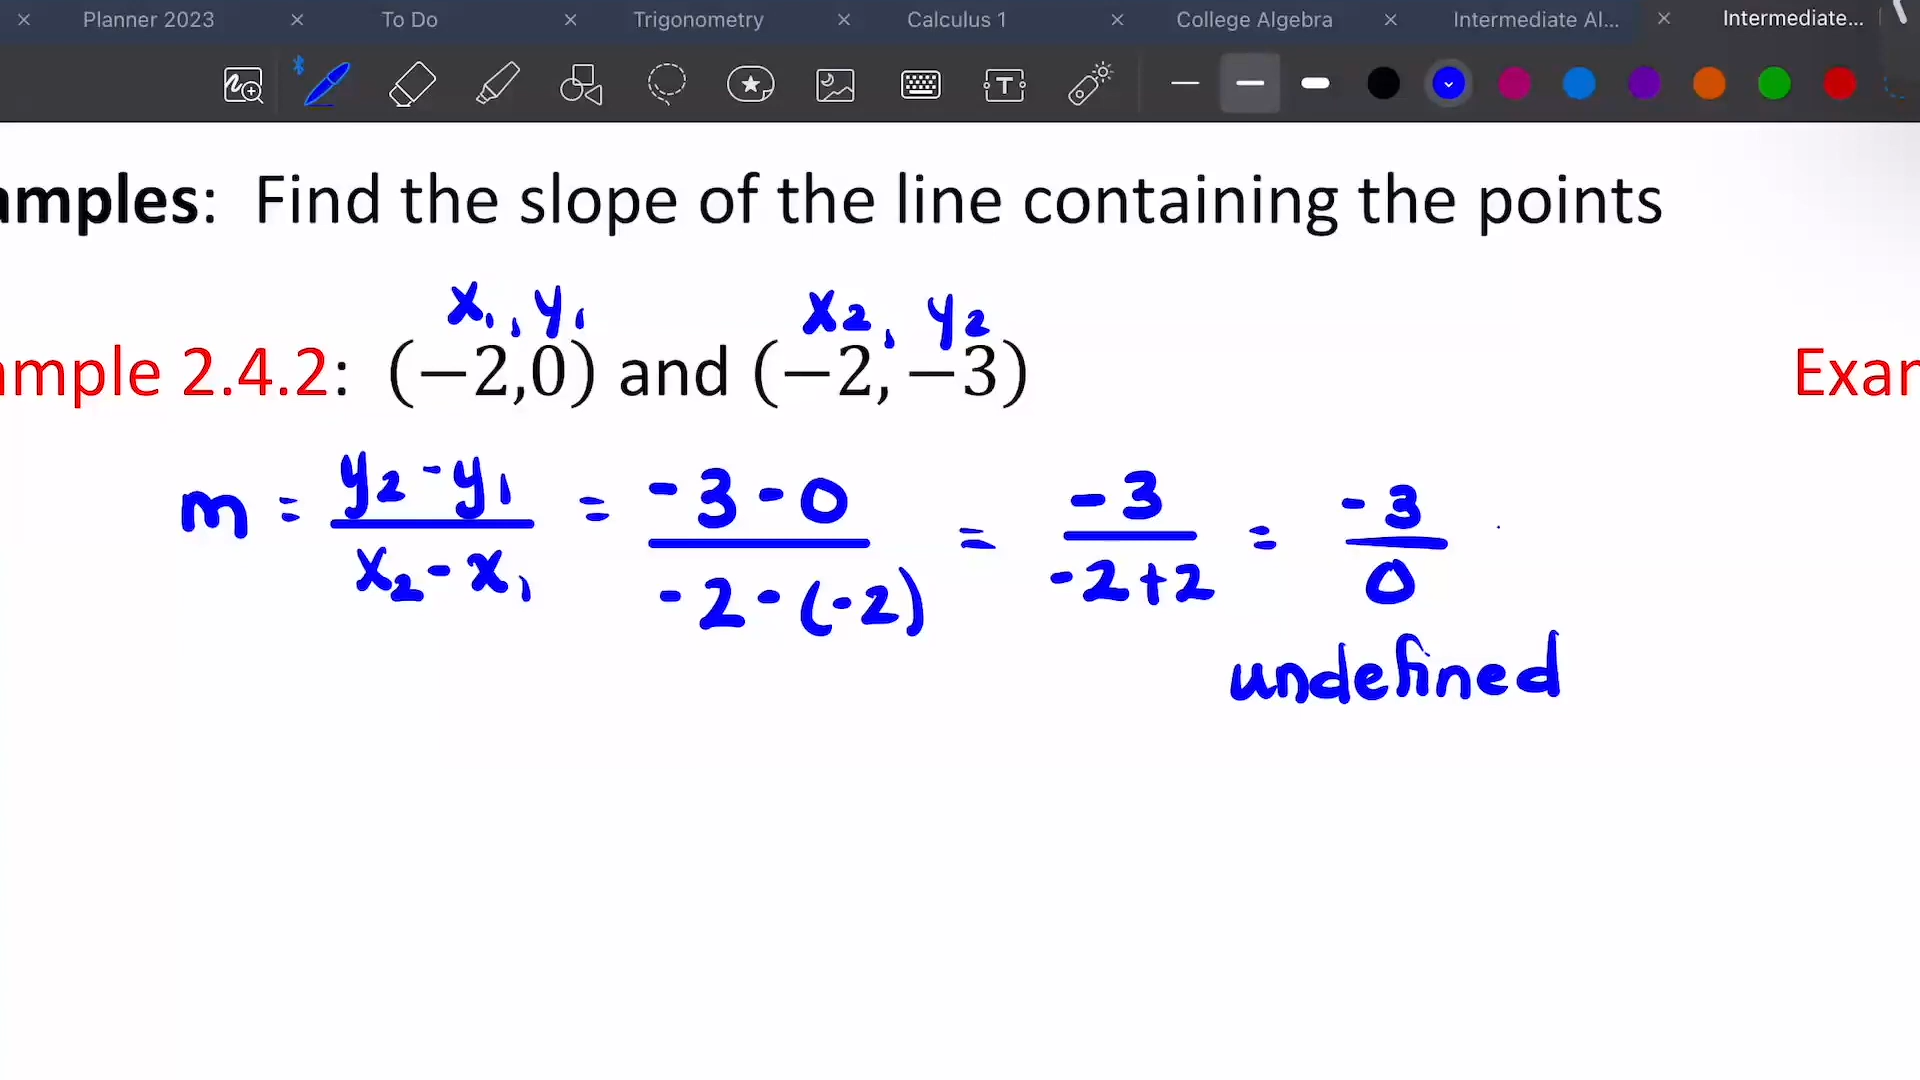 Planner 2023 To Do Trigonometry Calculus 1 College Algebra Intermediate Al... Intermediate...
amples: Find the slope of the line containing the points
x₁, y₁ x₂, y₂
ample 2.4.2: (−2,0) and (−2, −3) Exam
m = y₂-y₁/x₂-x₁ = -3-0/-2-(-2) = -3/-2+2 = -3/0
undefined